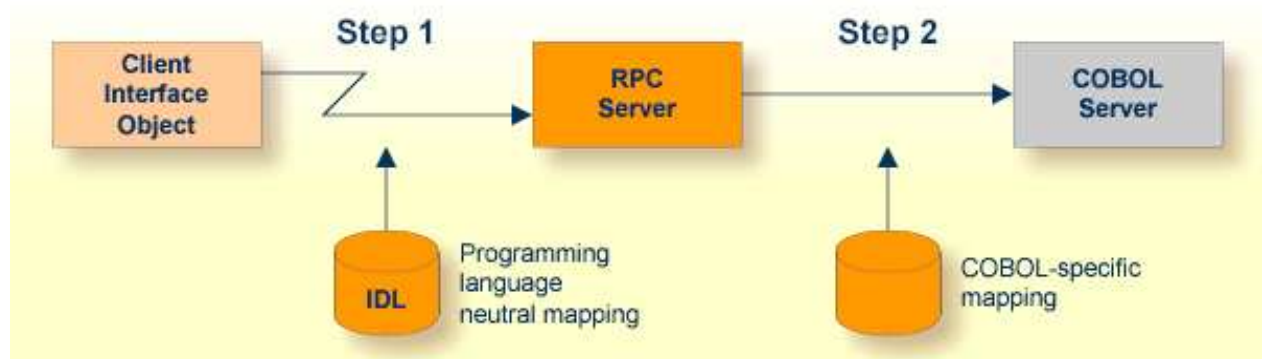 Step 1
Step 2
Client
Interface
Object
RPC
Server
COBOL
Server
IDL
Programming
language
neutral mapping
COBOL-specific
mapping